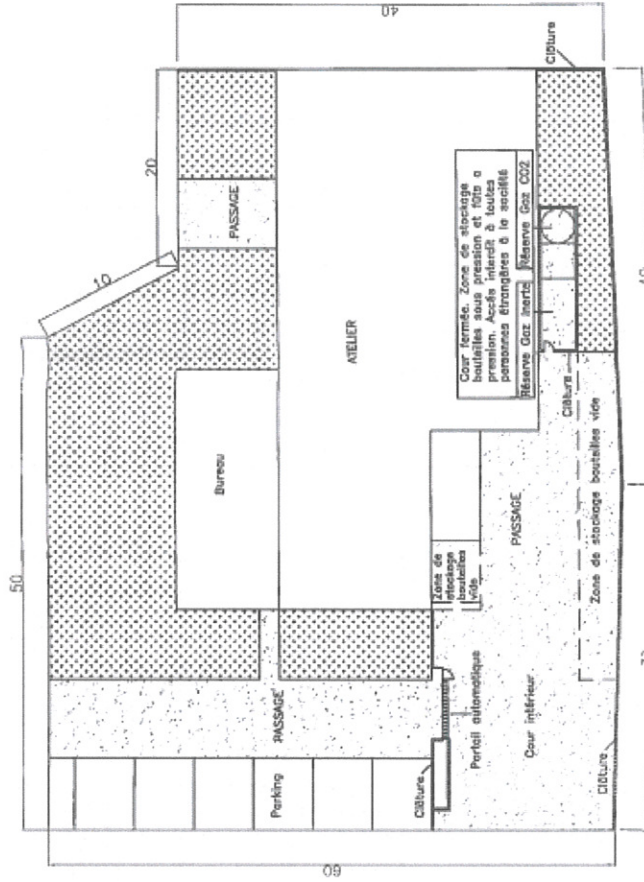 50
10
20
40
60
PASSAGE
Bureau
ATELIER
Cour fermée. Zone de stockage
bouteilles sous pression et fûts a
pression. Accès interdit à toutes
personnes étrangères à la société
Réserve Gaz inerte
Réserve Gaz CO2
Clôture
Clôture
PASSAGE
Zone de stockage bouteilles vide
Zone de
stockage
bouteilles
vide
PASSAGE
Parking
Clôture
Portail automatique
Cour intérieur
Clôture